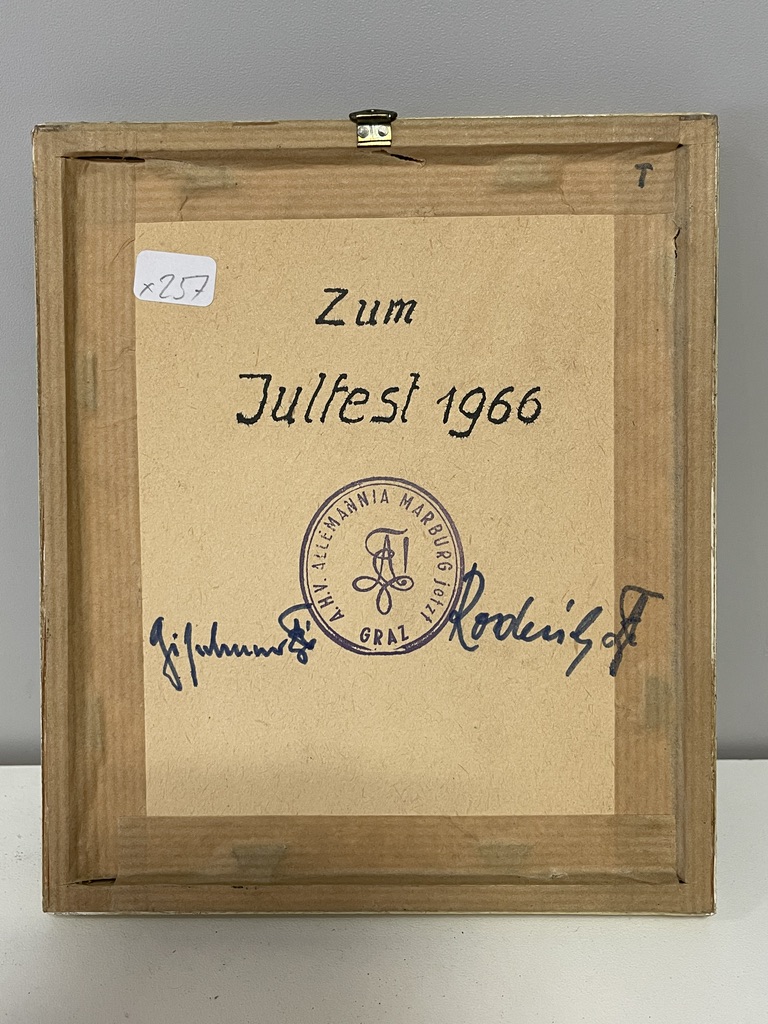 T
x257
Zum
Julfest 1966
A.H.V. ALLEMANNIA MARBURG jetzt
GRAZ
Roderich